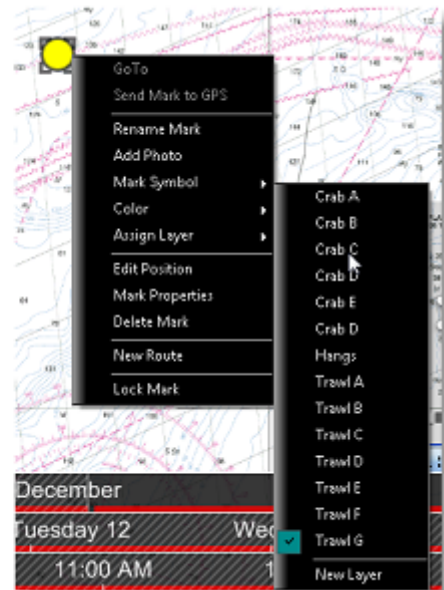 GoTo
Send Mark to GPS
Rename Mark
Add Photo
Mark Symbol
Color
Assign Layer
Edit Position
Mark Properties
Delete Mark
New Route
Lock Mark
Crab A
Crab B
Crab C
Crab D
Crab E
Crab D
Hangs
Trawl A
Trawl B
Trawl C
Trawl D
Trawl E
Trawl F
Trawl G
New Layer
December
Tuesday 12
11:00 AM